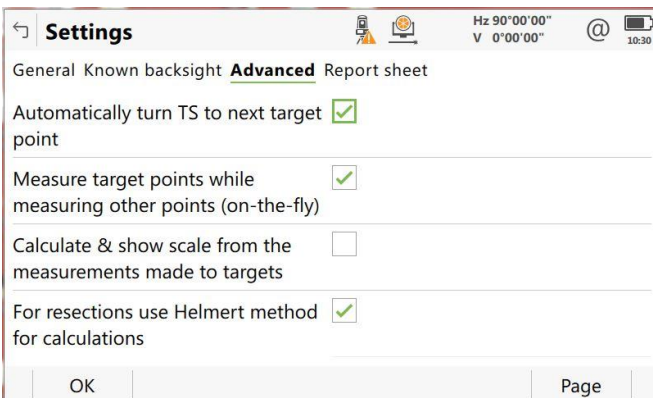 Settings
Hz 90°00'00"
V 0°00'00"
@
10:30
General Known backsight Advanced Report sheet
Automatically turn TS to next target
point
Measure target points while
measuring other points (on-the-fly)
Calculate & show scale from the
measurements made to targets
For resections use Helmert method
for calculations
OK
Page